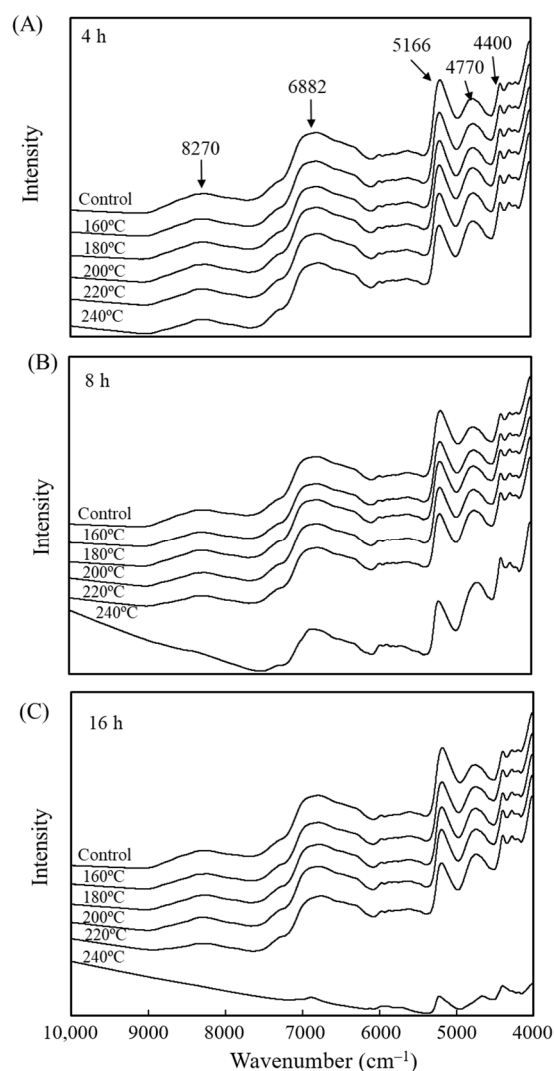 (A)
4 h
5166
4400
4770
6882
8270
Intensity
Control
160ºC
180ºC
200ºC
220ºC
240ºC
(B)
8 h
Intensity
Control
160ºC
180ºC
200ºC
220ºC
240ºC
(C)
16 h
Intensity
Control
160ºC
180ºC
200ºC
220ºC
240ºC
10,000 9000 8000 7000 6000 5000 4000
Wavenumber (cm⁻¹)